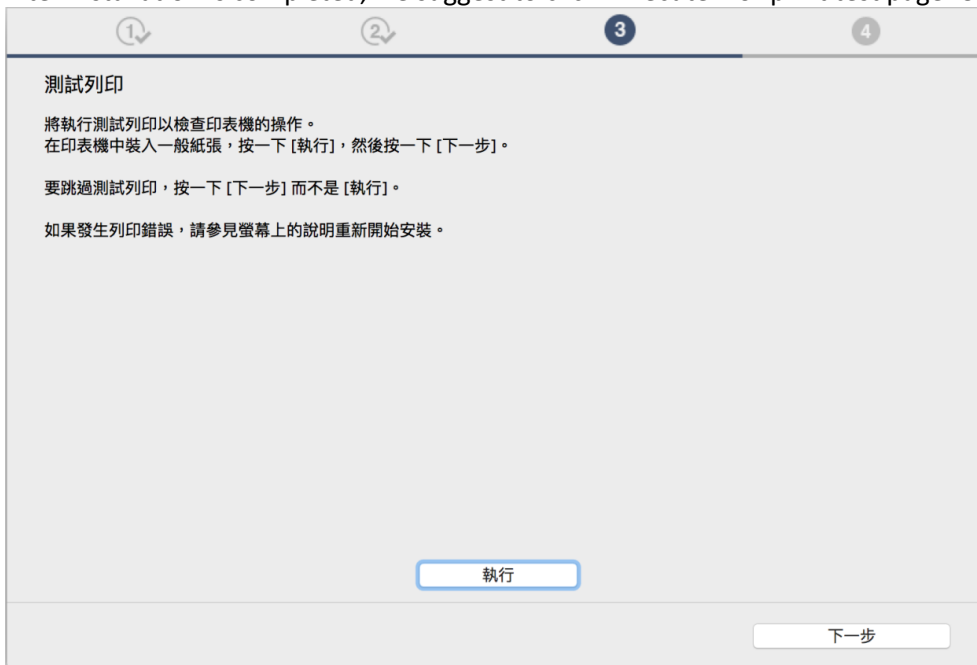 1 2 3 4
測試列印
將執行測試列印以檢查印表機的操作。
在印表機中裝入一般紙張，按一下 [執行]，然後按一下 [下一步]。
要跳過測試列印，按一下 [下一步] 而不是 [執行]。
如果發生列印錯誤，請參見螢幕上的說明重新開始安裝。
執行
下一步